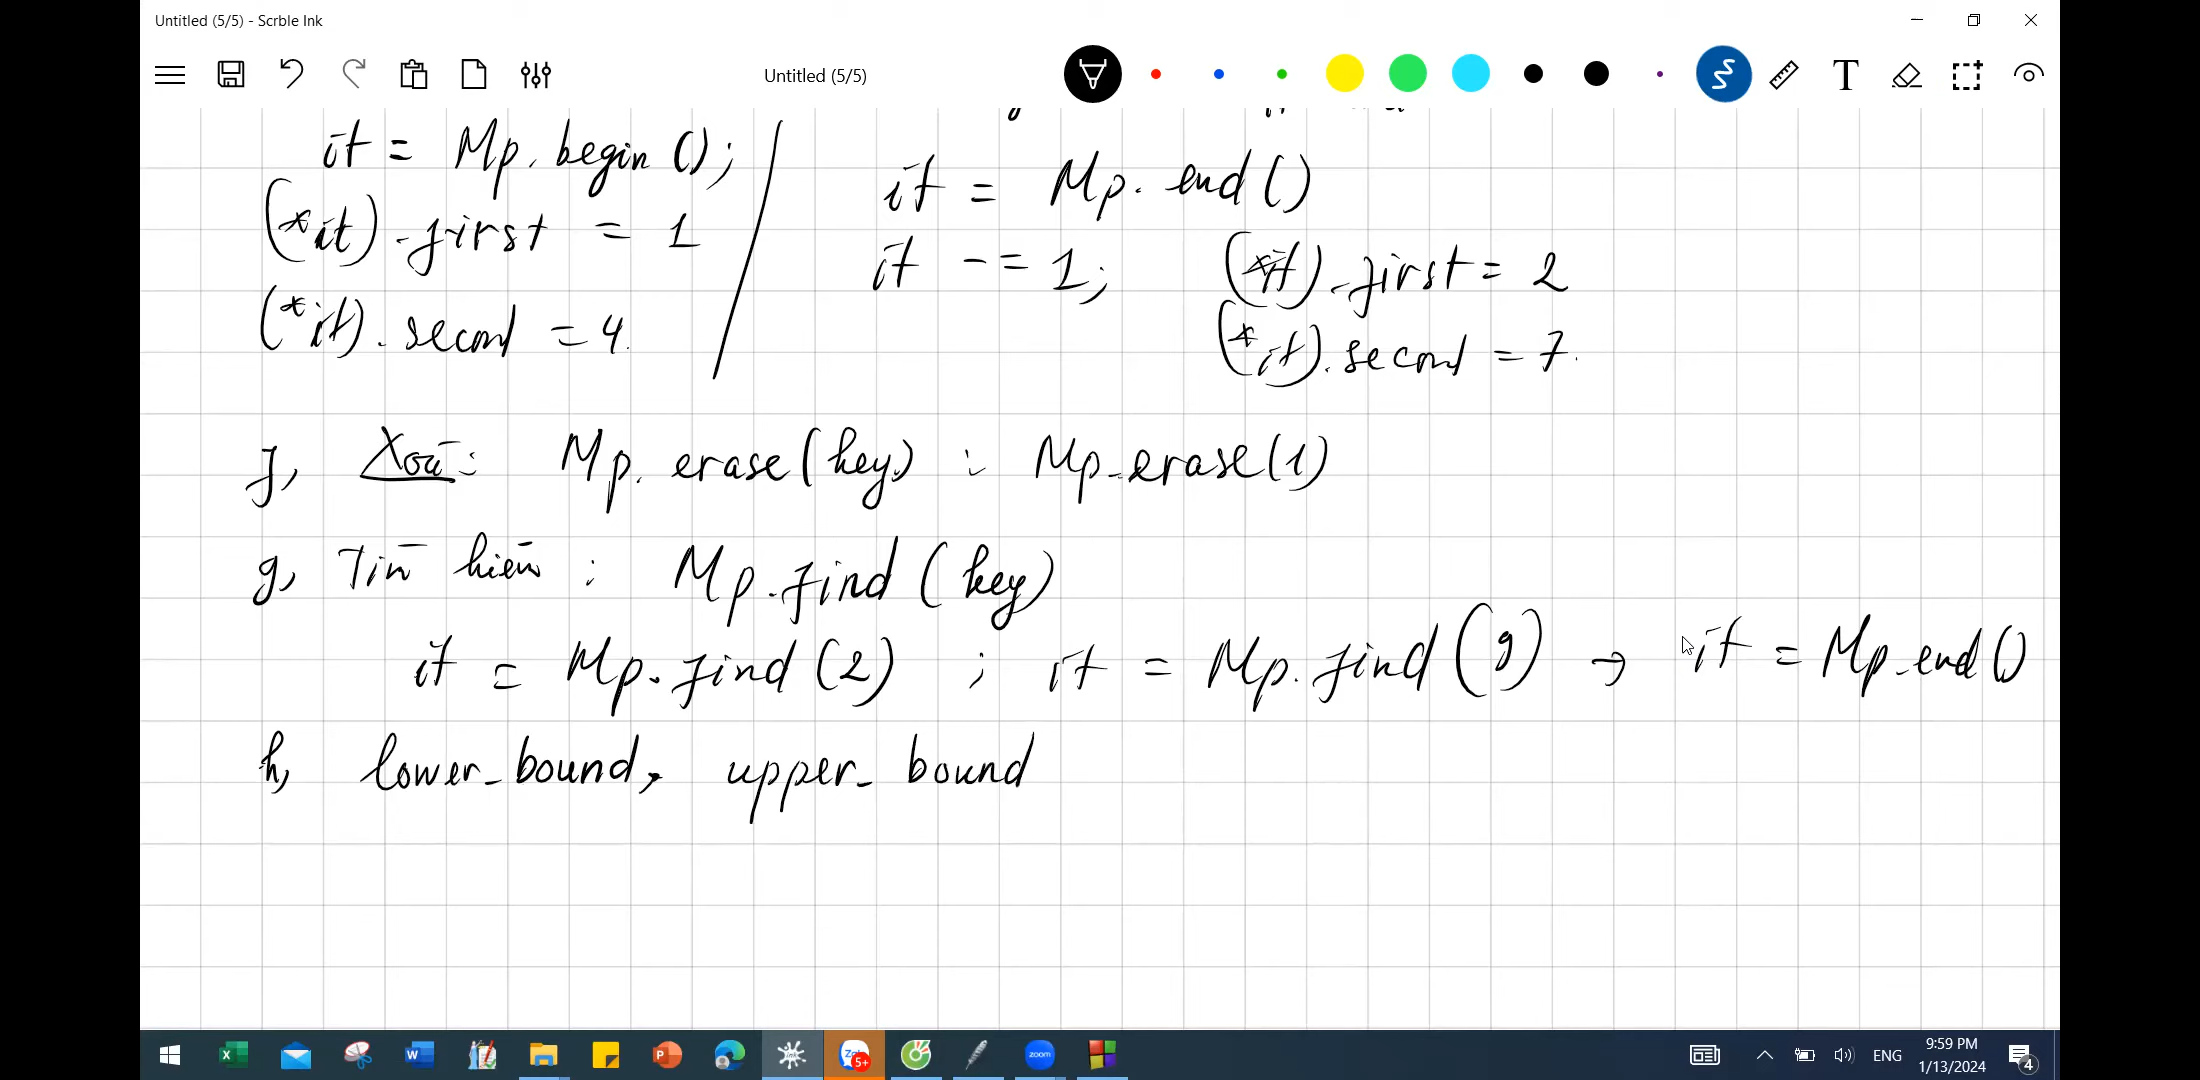 Untitled (5/5) - Scrble Ink
Untitled (5/5)
T
it = Mp.begin();
(*it).first = 1
(*it).second = 4.
it = Mp.end()
it -= 1; (*it).first = 2
(*it).second = 7.
f, Xoá: Mp.erase(key) : Mp.erase(1)
g, Tìm kiếm : Mp.find(key)
it = Mp.find(2) ; it = Mp.find(9) → it = Mp.end()
h, lower_bound, upper_bound
5+
zoom
ENG
9:59 PM
1/13/2024
4